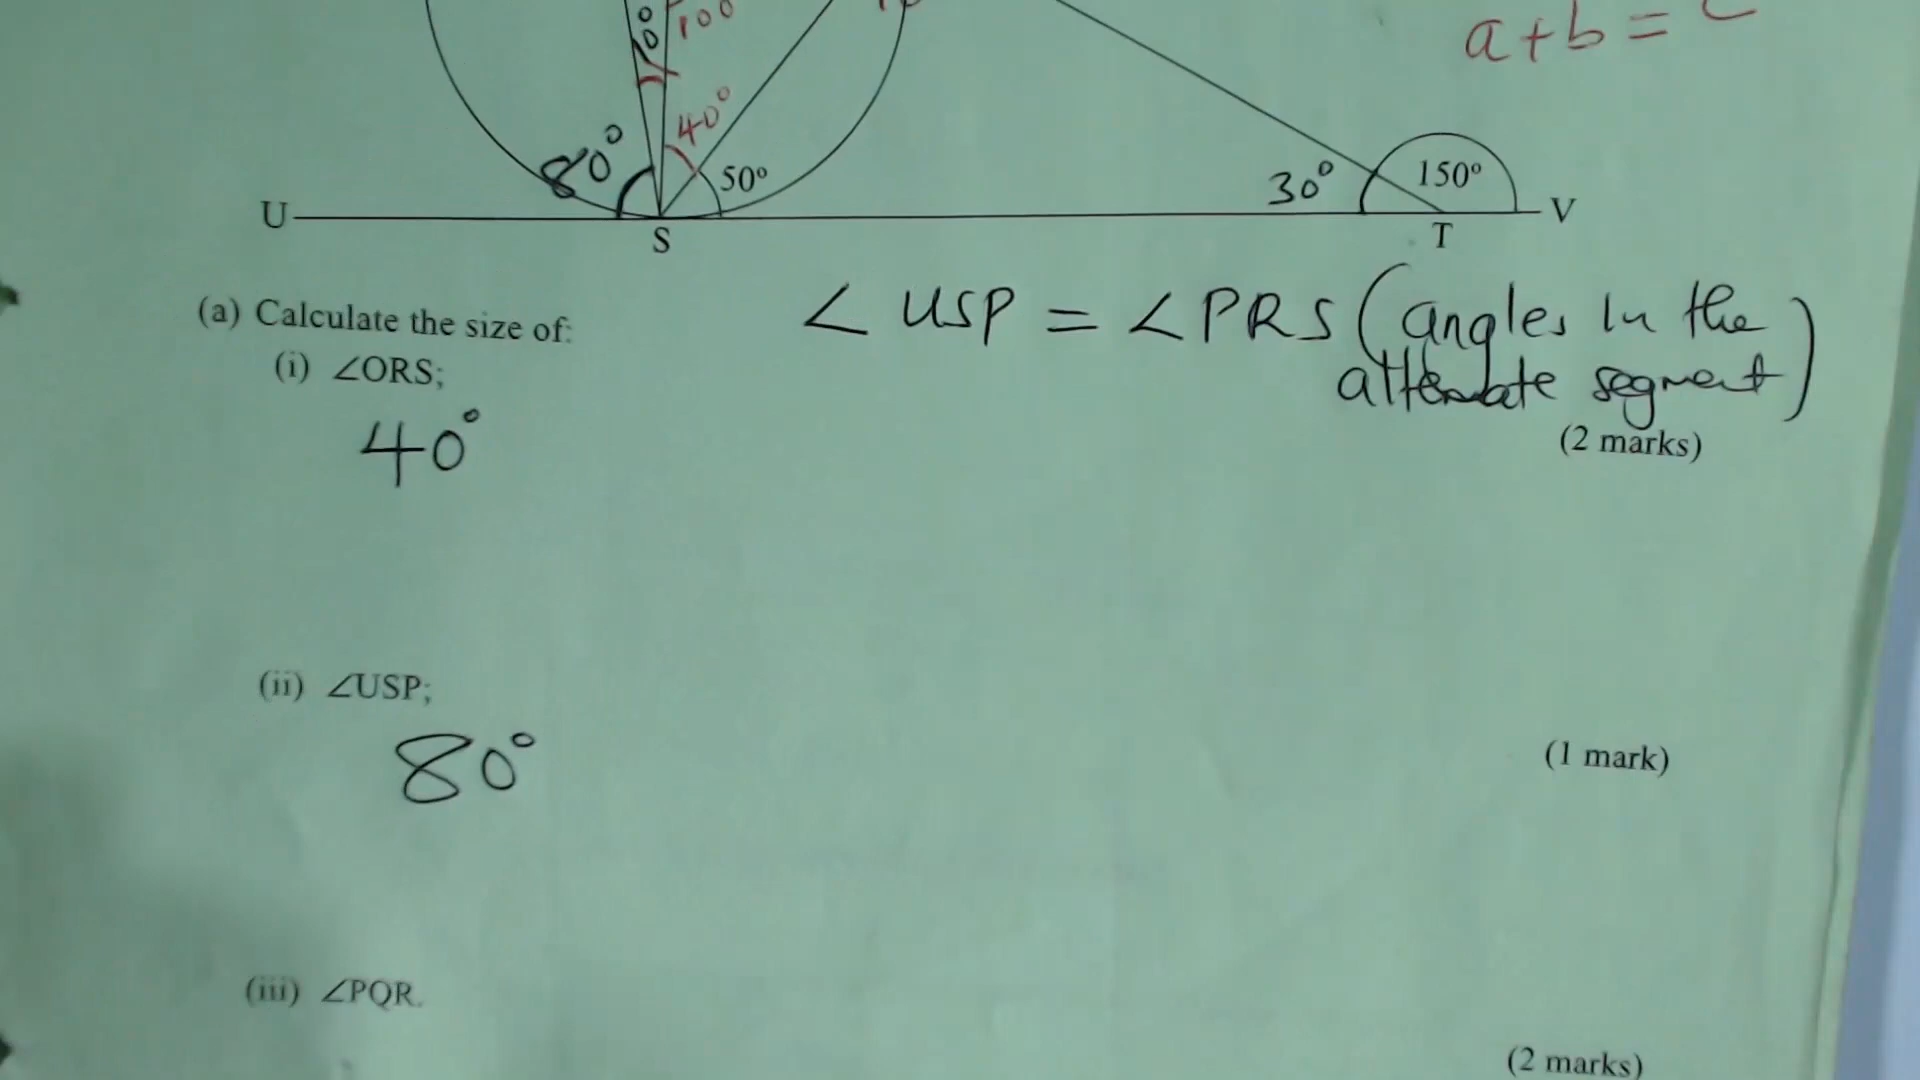 100
a+b=
40°
80°
50°
30°
150°
U
S
T
V
∠USP = ∠PRS (angles in the
alternate segment)
(a) Calculate the size of:
(i) ∠ORS;
40°
(2 marks)
(ii) ∠USP;
80°
(1 mark)
(iii) ∠PQR.
(2 marks)